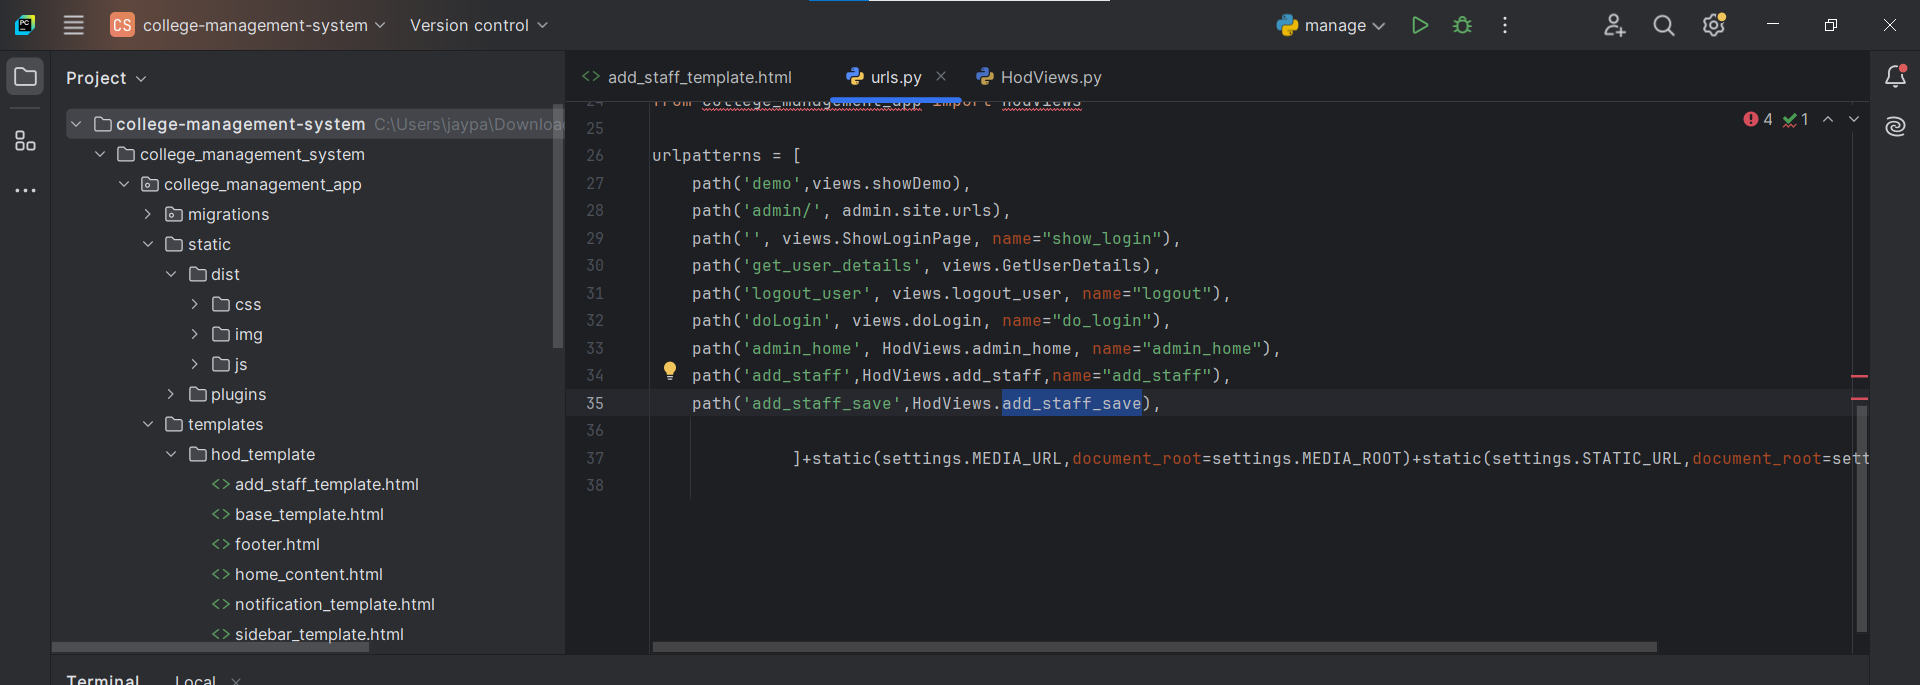 CS college-management-system Version control manage
Project
add_staff_template.html urls.py HodViews.py
college-management-system C:\Users\jaypa\Downloa
college_management_system
college_management_app
migrations
static
dist
css
img
js
plugins
templates
hod_template
add_staff_template.html
base_template.html
footer.html
home_content.html
notification_template.html
sidebar_template.html
24 from college_management_app import HodViews
4 1
25
26 urlpatterns = [
27 path('demo',views.showDemo),
28 path('admin/', admin.site.urls),
29 path('', views.ShowLoginPage, name="show_login"),
30 path('get_user_details', views.GetUserDetails),
31 path('logout_user', views.logout_user, name="logout"),
32 path('doLogin', views.doLogin, name="do_login"),
33 path('admin_home', HodViews.admin_home, name="admin_home"),
34 path('add_staff',HodViews.add_staff,name="add_staff"),
35 path('add_staff_save',HodViews.add_staff_save),
36
37 ]+static(settings.MEDIA_URL,document_root=settings.MEDIA_ROOT)+static(settings.STATIC_URL,document_root=sett
38
Terminal Local